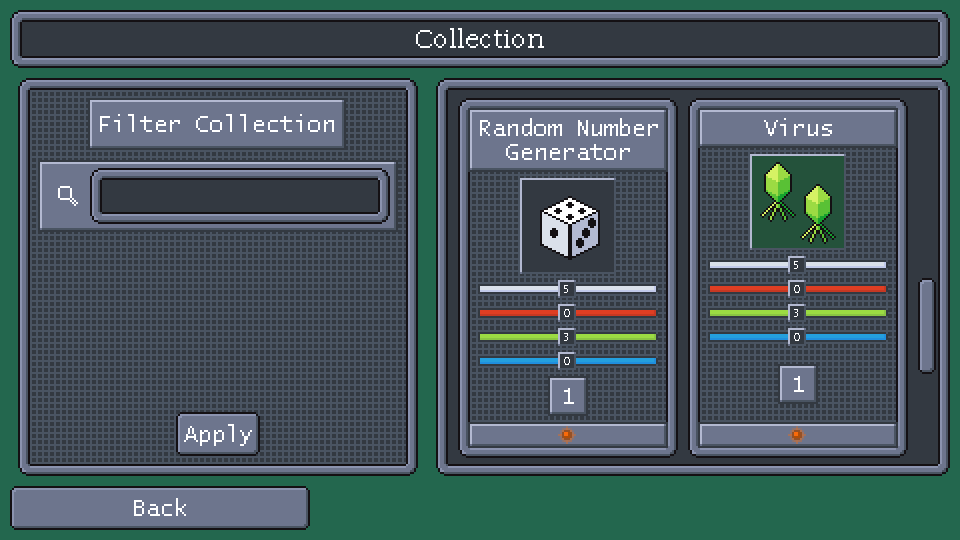 Collection
Filter Collection
Apply
Back
Random Number
Generator
5
0
3
0
1
Virus
5
0
3
0
1